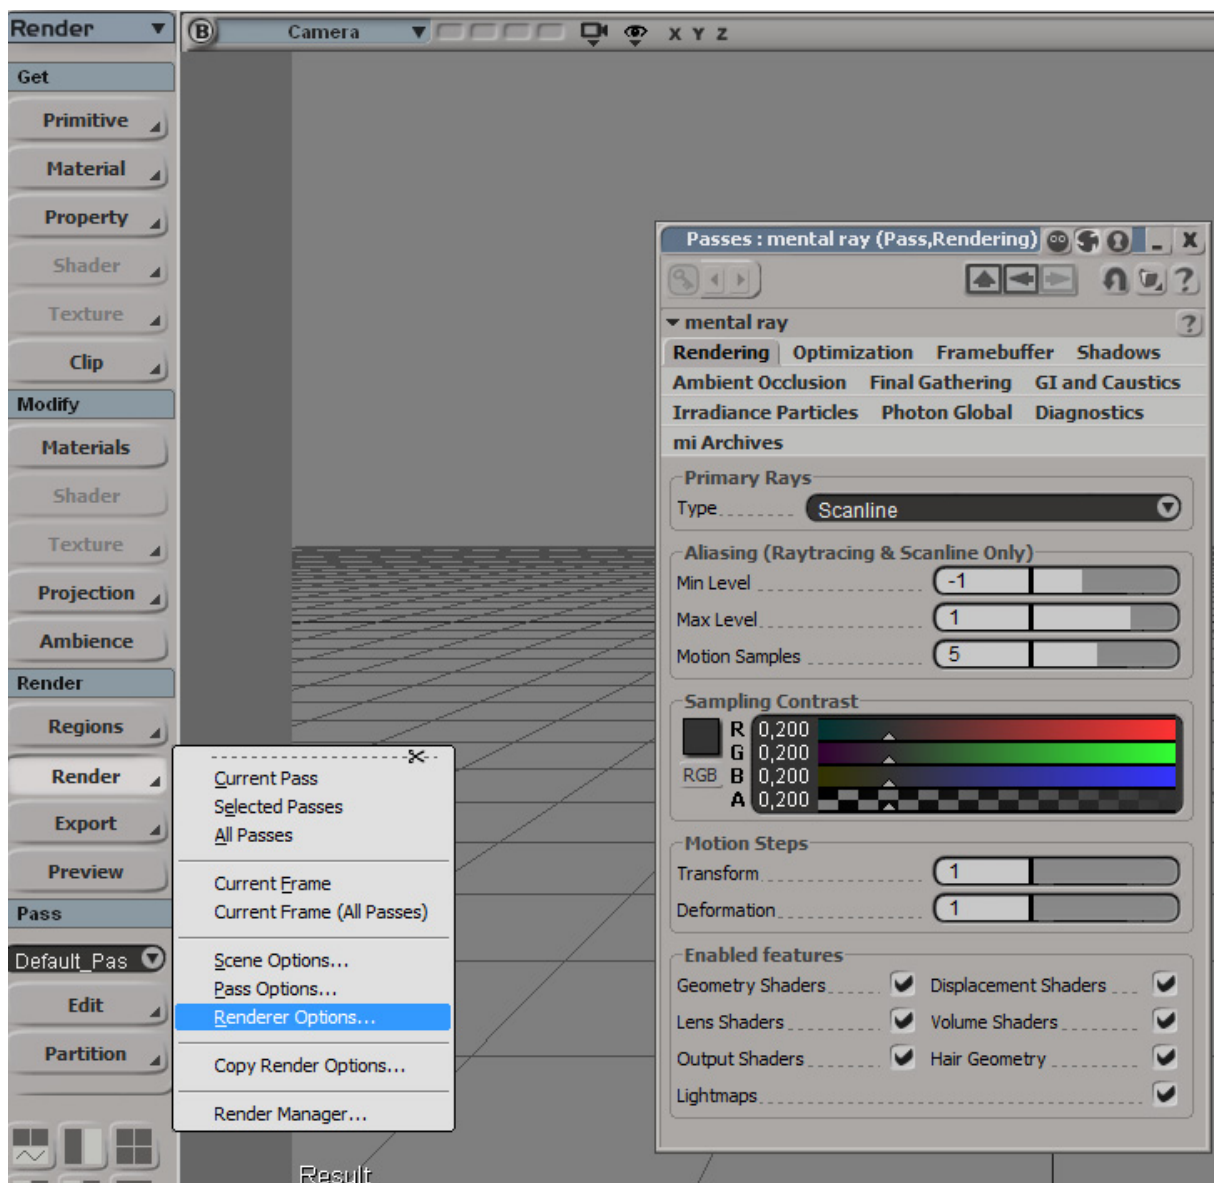 Render
B Camera X Y Z
Get
Primitive
Material
Property
Shader
Texture
Clip
Modify
Materials
Shader
Texture
Projection
Ambience
Render
Regions
Render
Export
Preview
Pass
Default_Pas
Edit
Partition
Current Pass
Selected Passes
All Passes
Current Frame
Current Frame (All Passes)
Scene Options...
Pass Options...
Renderer Options...
Copy Render Options...
Render Manager...
Result
Passes : mental ray (Pass,Rendering)
?
mental ray ?
Rendering Optimization Framebuffer Shadows
Ambient Occlusion Final Gathering GI and Caustics
Irradiance Particles Photon Global Diagnostics
mi Archives
Primary Rays
Type Scanline
Aliasing (Raytracing & Scanline Only)
Min Level -1
Max Level 1
Motion Samples 5
Sampling Contrast
R 0,200
G 0,200
RGB B 0,200
A 0,200
Motion Steps
Transform 1
Deformation 1
Enabled features
Geometry Shaders Displacement Shaders
Lens Shaders Volume Shaders
Output Shaders Hair Geometry
Lightmaps